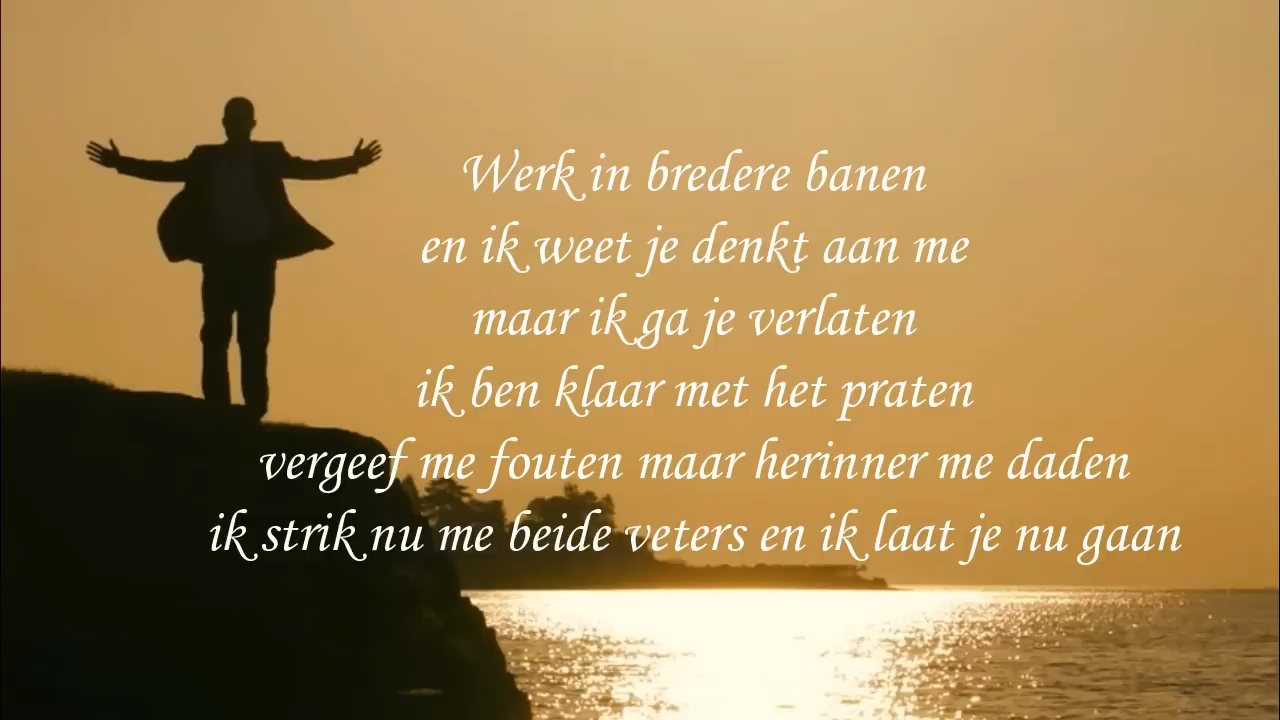 Werk in bredere banen
en ik weet je denkt aan me
maar ik ga je verlaten
ik ben klaar met het praten
vergeef me fouten maar herinner me daden
ik strik nu me beide veters en ik laat je nu gaan